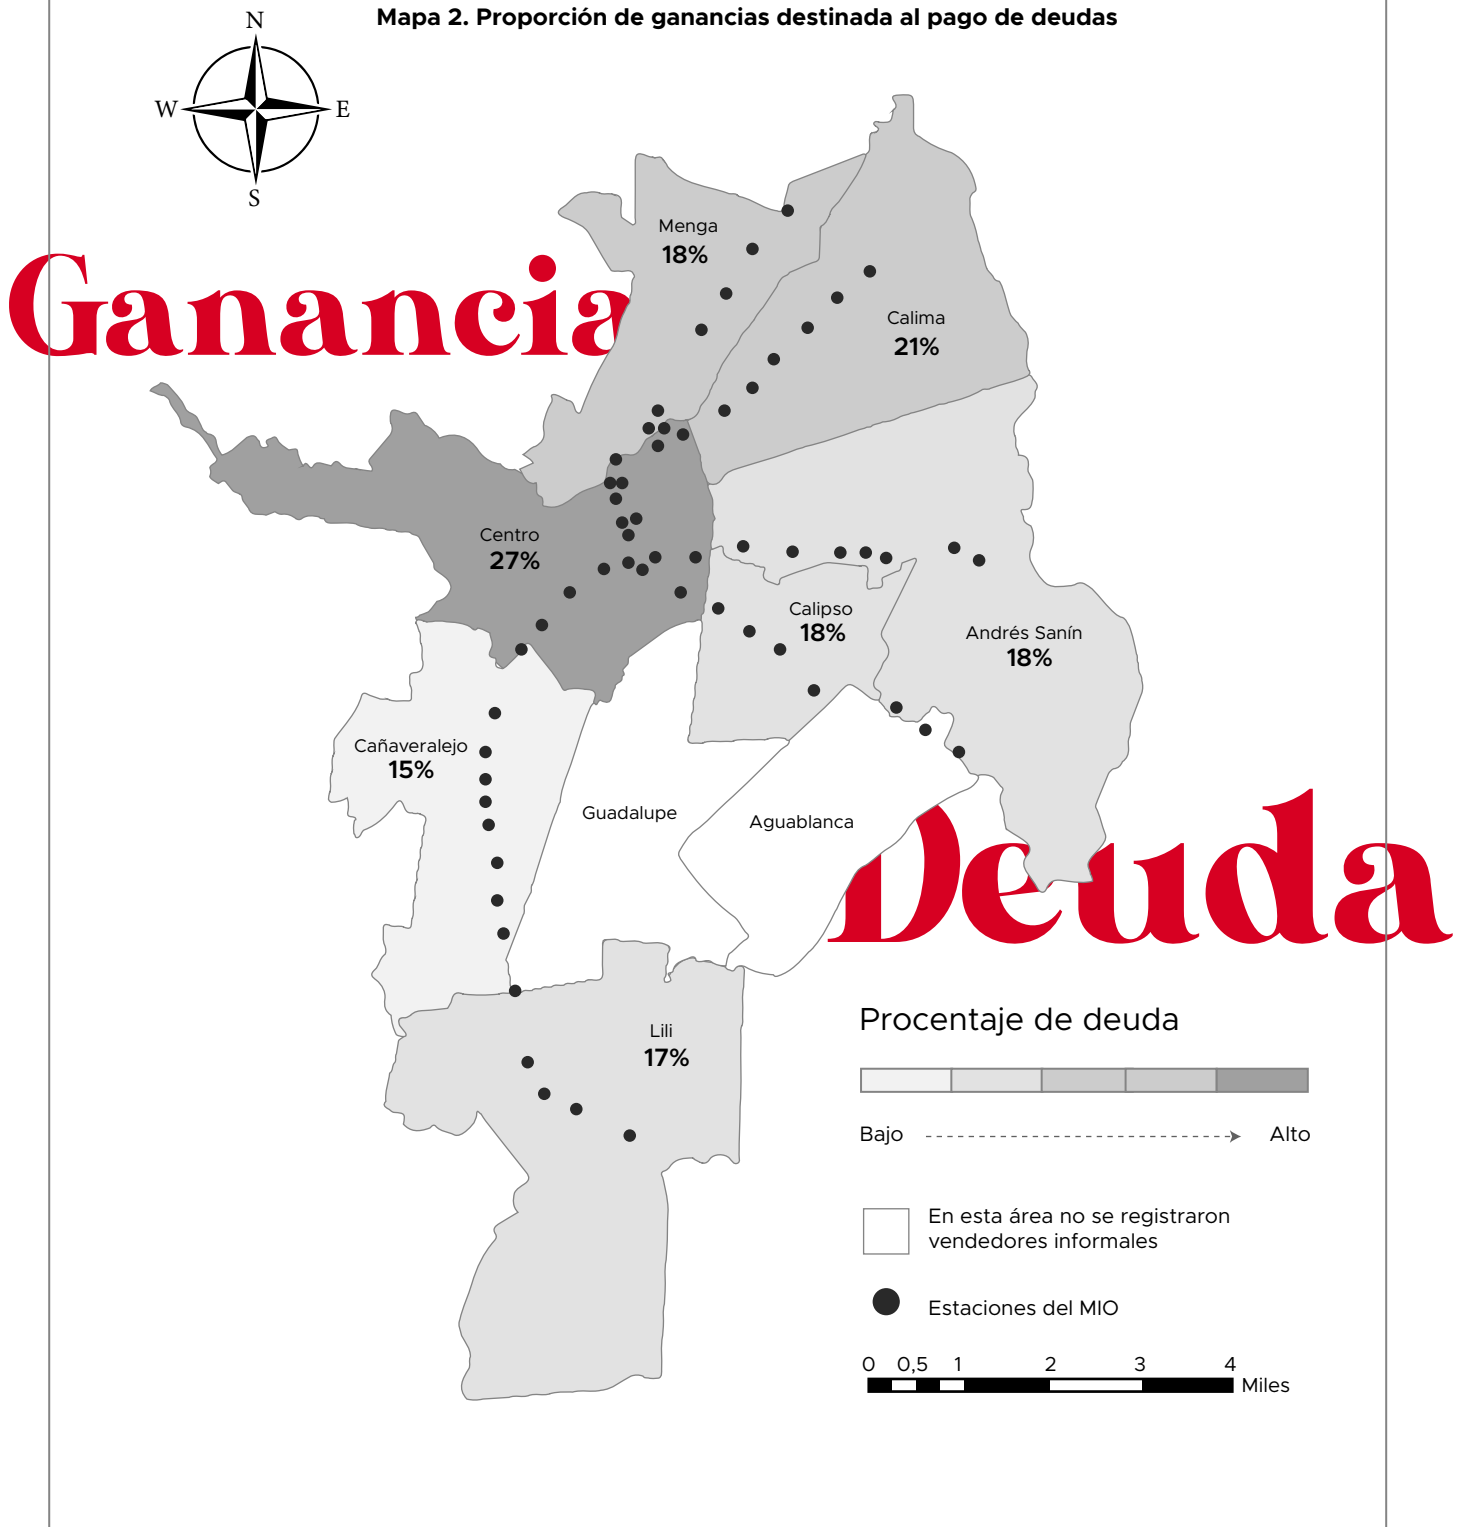 Mapa 2. Proporción de ganancias destinada al pago de deudas
N
W
E
S
Menga
18%
Ganancia
Calima
21%
Centro
27%
Calipso
18%
Andrés Sanín
18%
Cañaveralejo
15%
Guadalupe
Aguablanca
Deuda
Lili
17%
Procentaje de deuda
Bajo
Alto
En esta área no se registraron
vendedores informales
Estaciones del MIO
0 0,5 1 2 3 4
Miles